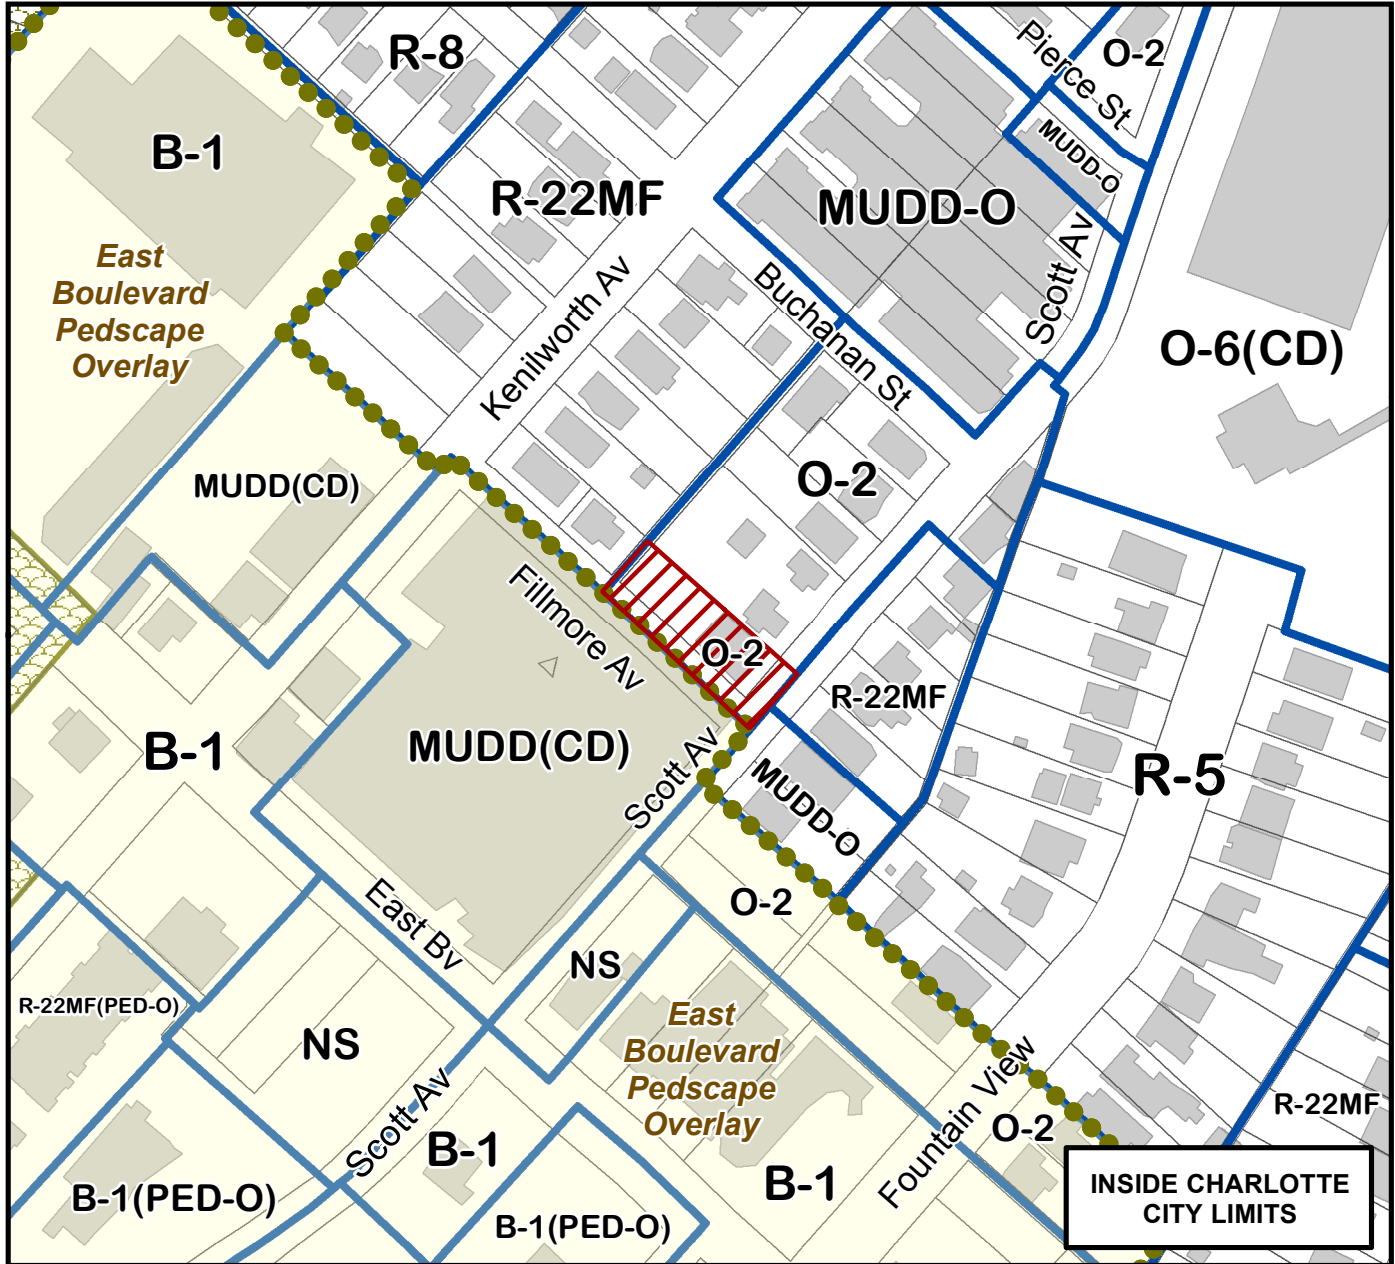 R-8
O-2
Pierce St
B-1
MUDD-O
R-22MF
MUDD-O
East
Boulevard
Pedscape
Overlay
Kenilworth Av
Buchanan St
Scott Av
O-6(CD)
MUDD(CD)
O-2
Fillmore Av
O-2
R-22MF
B-1
MUDD(CD)
Scott Av
MUDD-O
R-5
East Bv
O-2
NS
R-22MF(PED-O)
NS
East
Boulevard
Pedscape
Overlay
Fountain View
R-22MF
O-2
Scott Av
B-1
B-1
B-1(PED-O)
B-1(PED-O)
INSIDE CHARLOTTE
CITY LIMITS